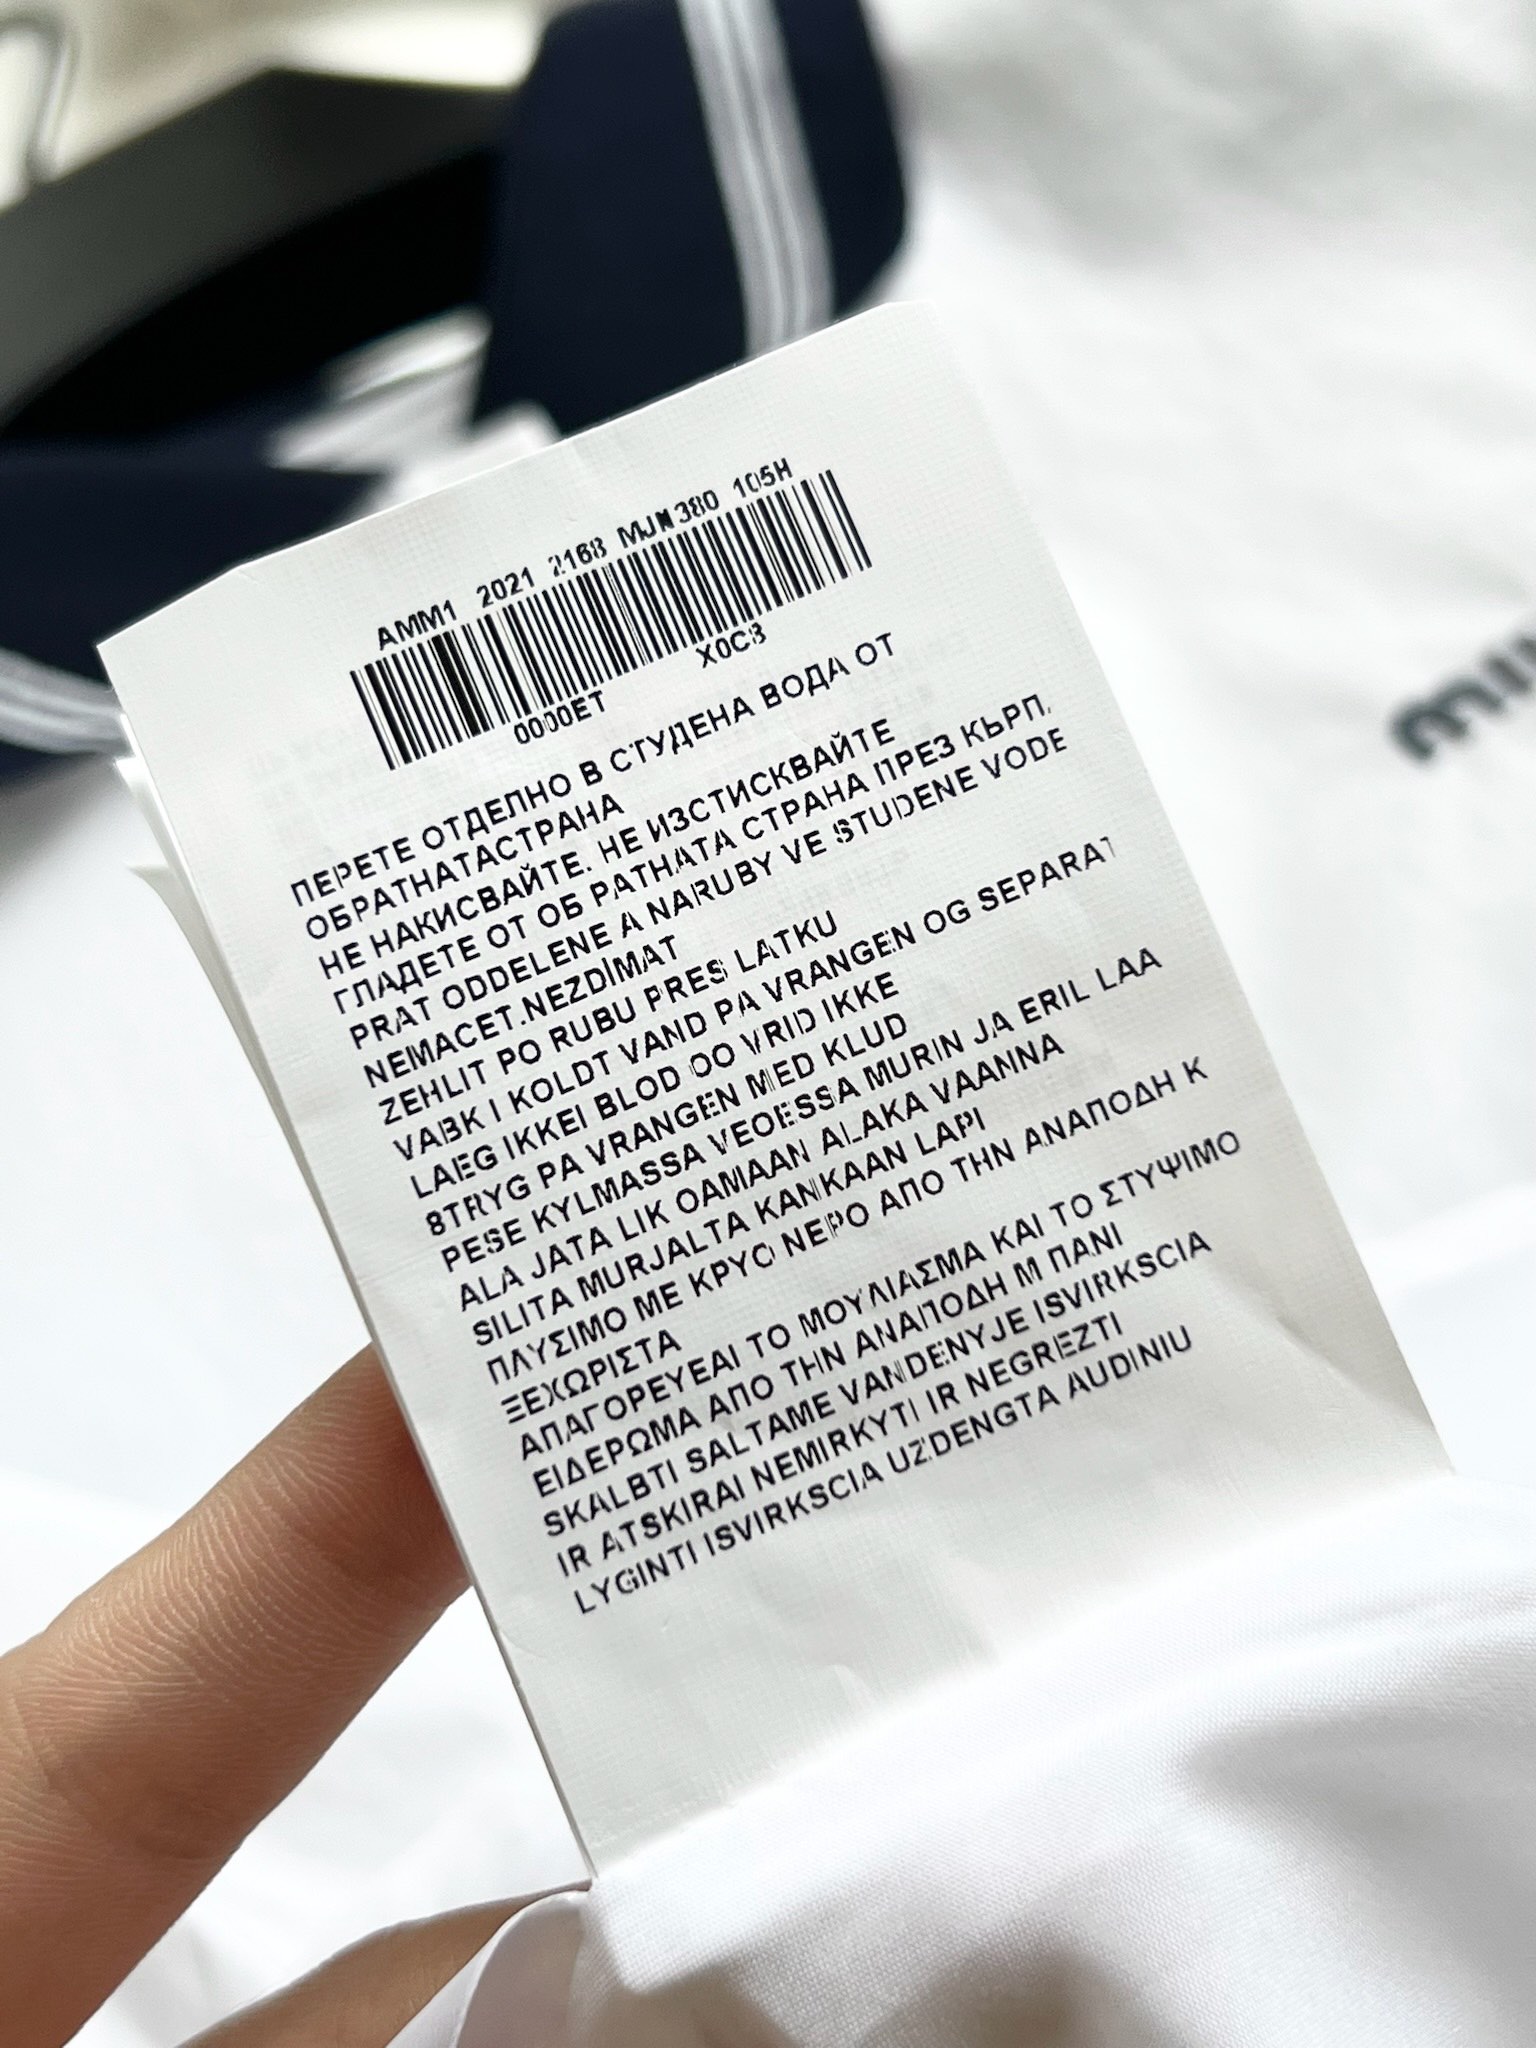 AMM1 2021 2168 MJN380 105H
0000ET X0C8
ПЕРЕТЕ ОТДЕПНО В СТУДЕНА ВОДА ОТ
ОБРАТНАТАСТРАНА
НЕ НАКИСВАЙТЕ. НЕ ИЗСТИСКВАЙТЕ
ГЛАДЕТЕ ОТ ОБ РАТНАТА СТРАНА ПРЕЗ КЬРП.
PRAT ODDELENE A NARUBY VE STUDENE VODE
NEMACET.NEZDIMAT
ZEHLIT PO RUBU PRES LATKU
VABK I KOLDT VAND PA VRANGEN OG SEPARAT
LAEG IKKEI BLOD OO VRID IKKE
8TRYG PA VRANGEN MED KLUD
PESE KYLMASSA VEOESSA MURIN JA ERIL LAA
ALA JATA LIK OAMAAN ALAKA VAANNA
SILITA MURJALTA KANKAAN LAPI
ΠΛΥΣΙΜΟ ΜΕ ΚΡΥΟ ΝΕΡΟ ΑΠΟ ΤΗΝ ΑΝΑΠΟΔΗ Κ
ΞΕΧΩΡΙΣΤΑ
ΑΠΑΓΟΡΕΥΕΑΙ ΤΟ ΜΟΥΛΙΑΣΜΑ ΚΑΙ ΤΟ ΣΤΥΨΙΜΟ
ΕΙΔΕΡΩΜΑ ΑΠΟ ΤΗΝ ΑΝΑΠΟΔΗ Μ ΠΑΝΙ
SKALBTI SALTAME VANDENYJE ISVIRKSCIA
IR ATSKIRAI NEMIRKYTI IR NEGREZTI
LYGINTI ISVIRKSCIA UZDENGTA AUDINIU